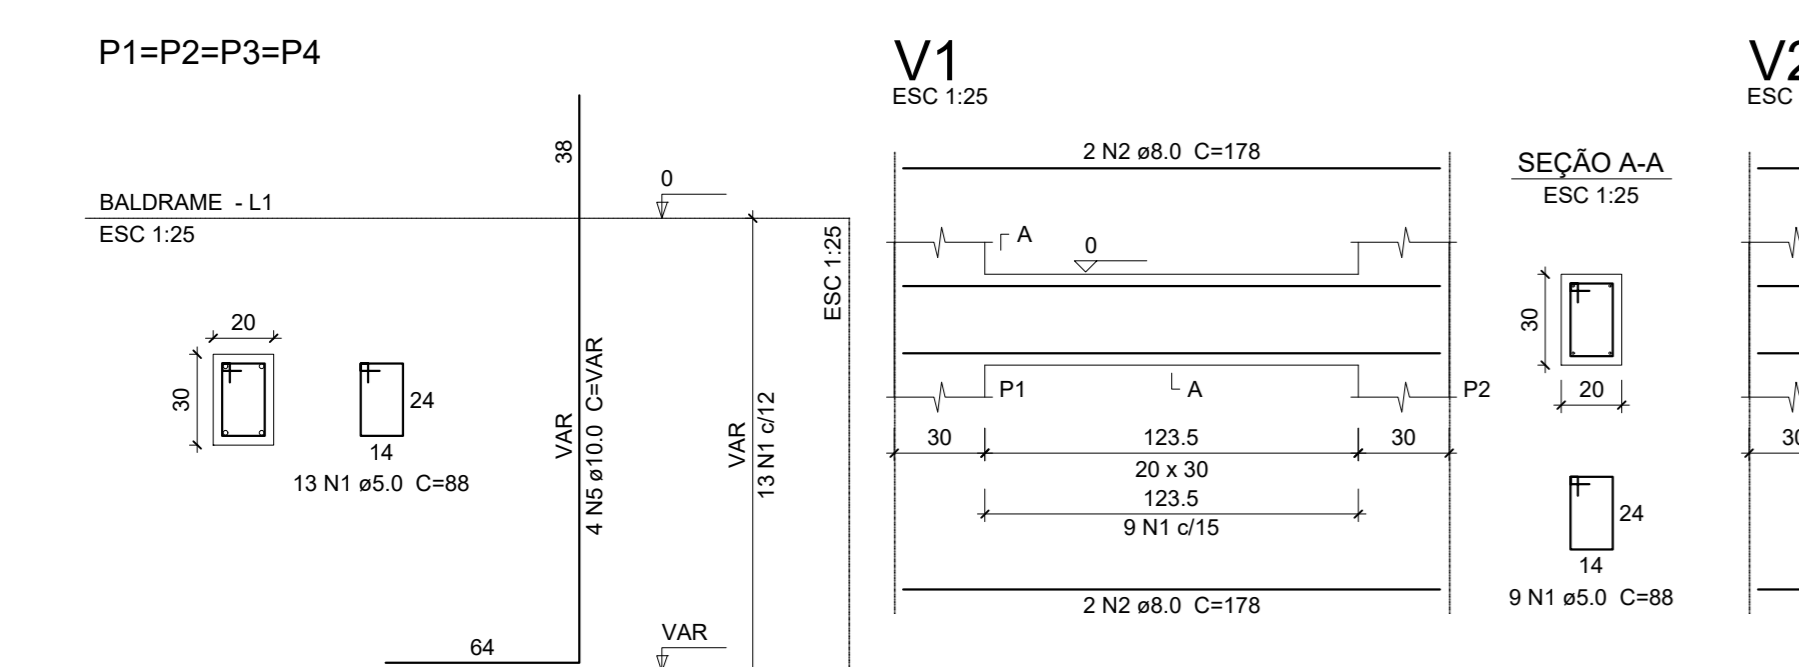 P1=P2=P3=P4
38
BALDRAME  - L1
ESC 1:25
0
ESC 1:25
20
30
24
14
13 N1 ø5.0  C=88
VAR
4 N5 ø10.0  C=VAR
VAR
13 N1 c/12
64
VAR
V1
ESC 1:25
2 N2 ø8.0  C=178
A
0
P1
A
P2
30
123.5
30
20 x 30
123.5
9 N1 c/15
2 N2 ø8.0  C=178
SEÇÃO A-A
ESC 1:25
30
20
24
14
9 N1 ø5.0  C=88
V2
ESC
30